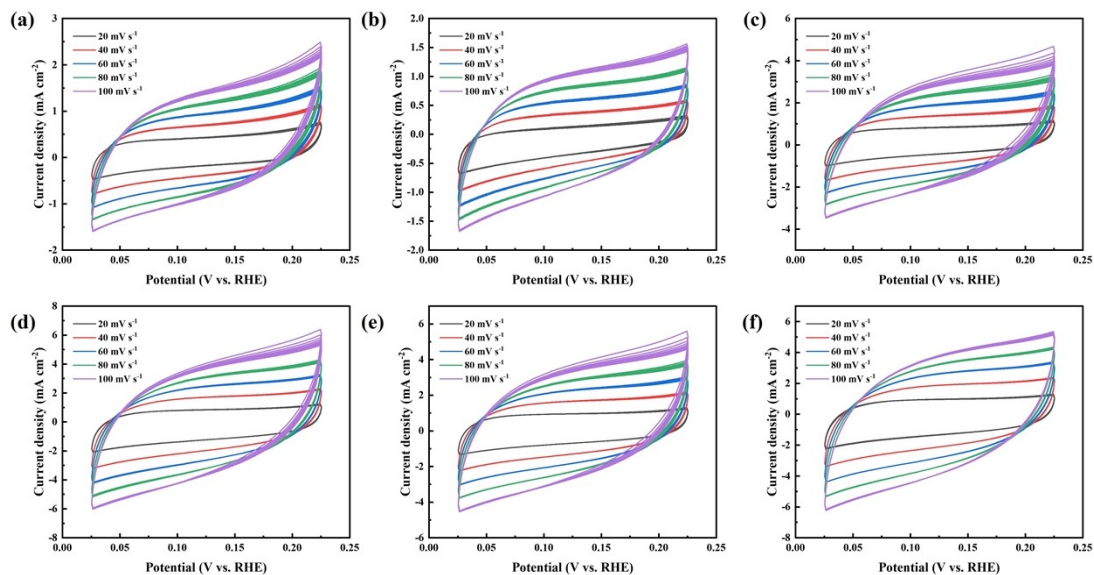 (a)
3
2
1
0
-1
-2
20 mV s⁻¹
40 mV s⁻¹
60 mV s⁻¹
80 mV s⁻¹
100 mV s⁻¹
Current density (mA cm⁻²)
0.00 0.05 0.10 0.15 0.20 0.25
Potential (V vs. RHE)
(b)
2.0
1.5
1.0
0.5
0.0
-0.5
-1.0
-1.5
-2.0
20 mV s⁻¹
40 mV s⁻¹
60 mV s⁻¹
80 mV s⁻¹
100 mV s⁻¹
Current density (mA cm⁻²)
0.00 0.05 0.10 0.15 0.20 0.25
Potential (V vs. RHE)
(c)
6
4
2
0
-2
-4
20 mV s⁻¹
40 mV s⁻¹
60 mV s⁻¹
80 mV s⁻¹
100 mV s⁻¹
Current density (mA cm⁻²)
0.00 0.05 0.10 0.15 0.20 0.25
Potential (V vs. RHE)
(d)
8
6
4
2
0
-2
-4
-6
-8
20 mV s⁻¹
40 mV s⁻¹
60 mV s⁻¹
80 mV s⁻¹
100 mV s⁻¹
Current density (mA cm⁻²)
0.00 0.05 0.10 0.15 0.20 0.25
Potential (V vs. RHE)
(e)
6
4
2
0
-2
-4
-6
20 mV s⁻¹
40 mV s⁻¹
60 mV s⁻¹
80 mV s⁻¹
100 mV s⁻¹
Current density (mA cm⁻²)
0.00 0.05 0.10 0.15 0.20 0.25
Potential (V vs. RHE)
(f)
6
4
2
0
-2
-4
-6
-8
20 mV s⁻¹
40 mV s⁻¹
60 mV s⁻¹
80 mV s⁻¹
100 mV s⁻¹
Current density (mA cm⁻²)
0.00 0.05 0.10 0.15 0.20 0.25
Potential (V vs. RHE)